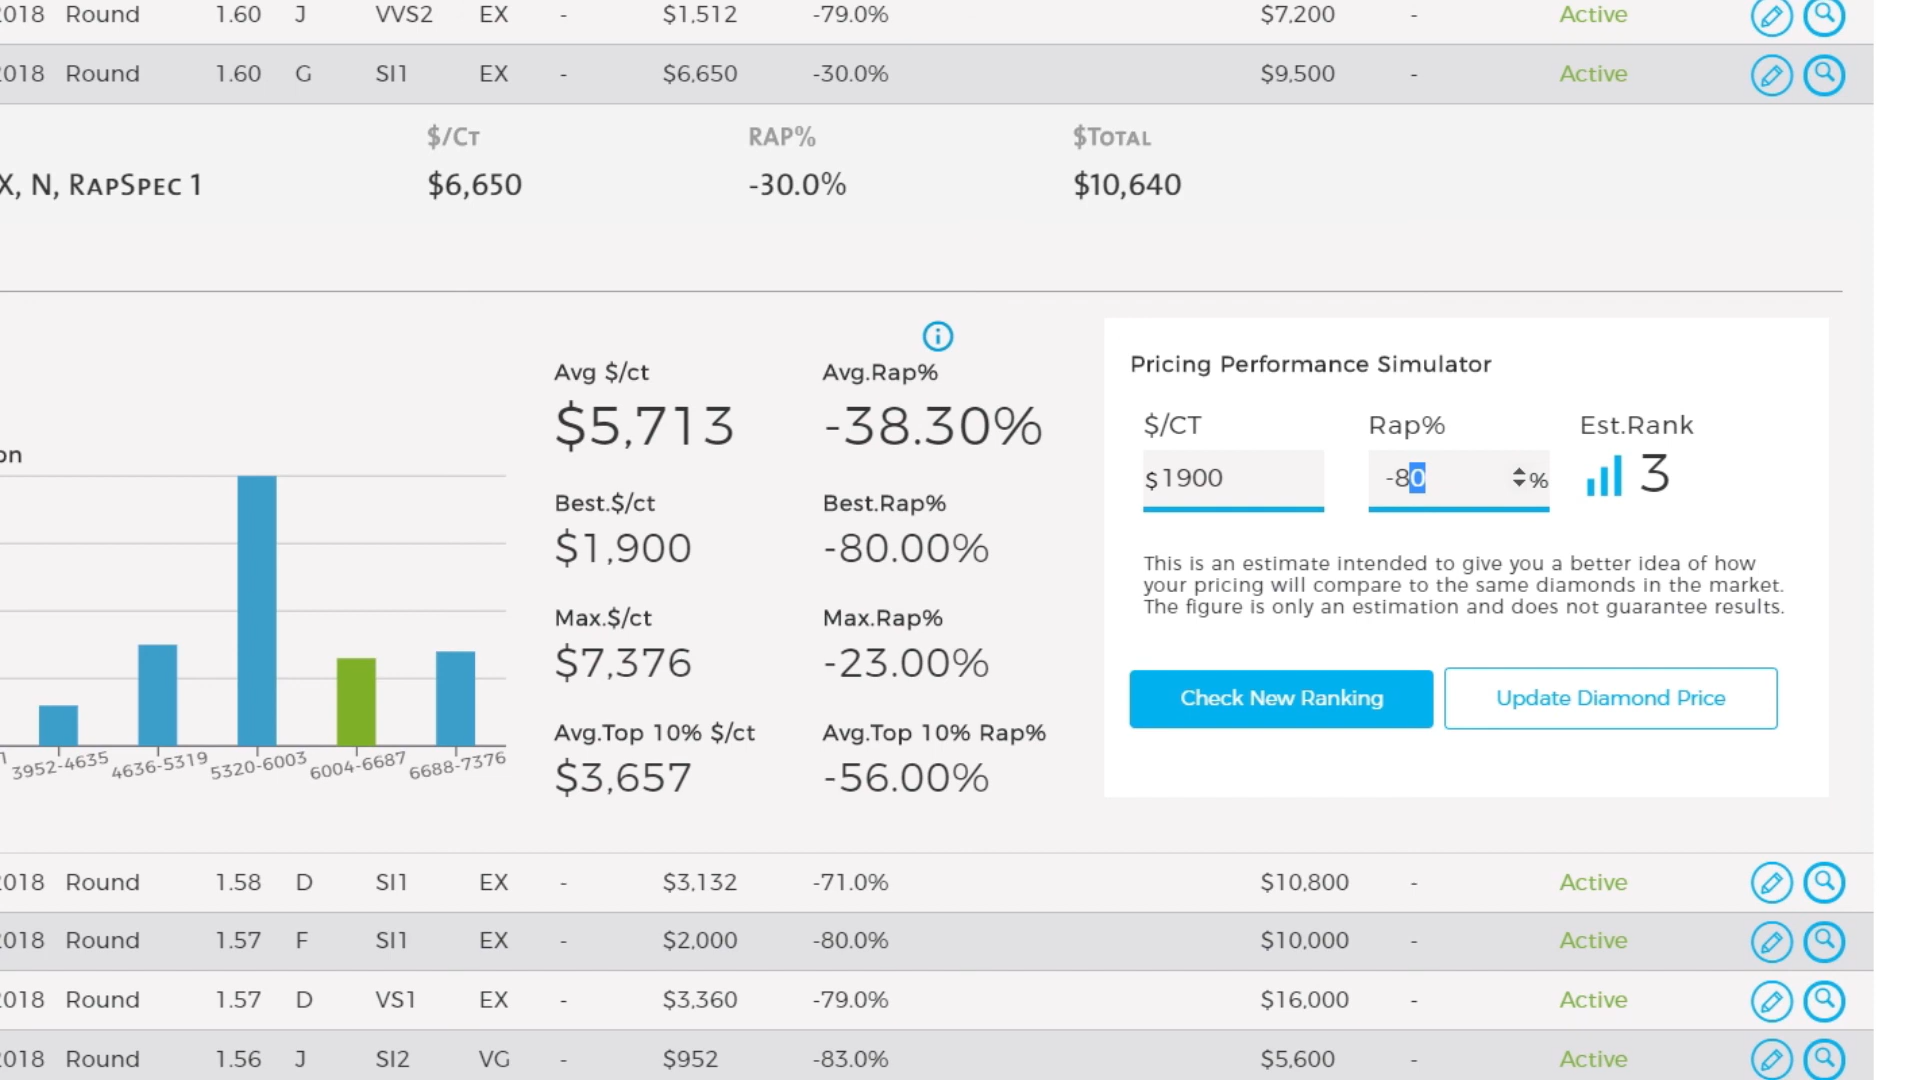 2018 Round 1.60 J VVS2 EX - $1,512 -79.0% $7,200 - Active
2018 Round 1.60 G SI1 EX - $6,650 -30.0% $9,500 - Active
$/CT RAP% $TOTAL
X, N, RAPSPEC 1 $6,650 -30.0% $10,640
Pricing Performance Simulator
Avg $/ct Avg.Rap%
$5,713 -38.30%
$/CT Rap% Est.Rank
$ 1900 -80 % 3
on
Best.$/ct Best.Rap%
$1,900 -80.00%
This is an estimate intended to give you a better idea of how
your pricing will compare to the same diamonds in the market.
The figure is only an estimation and does not guarantee results.
Max.$/ct Max.Rap%
$7,376 -23.00%
Check New Ranking Update Diamond Price
Avg.Top 10% $/ct Avg.Top 10% Rap%
$3,657 -56.00%
1 3952-4635 4636-5319 5320-6003 6004-6687 6688-7376
2018 Round 1.58 D SI1 EX - $3,132 -71.0% $10,800 - Active
2018 Round 1.57 F SI1 EX - $2,000 -80.0% $10,000 - Active
2018 Round 1.57 D VS1 EX - $3,360 -79.0% $16,000 - Active
2018 Round 1.56 J SI2 VG - $952 -83.0% $5,600 - Active